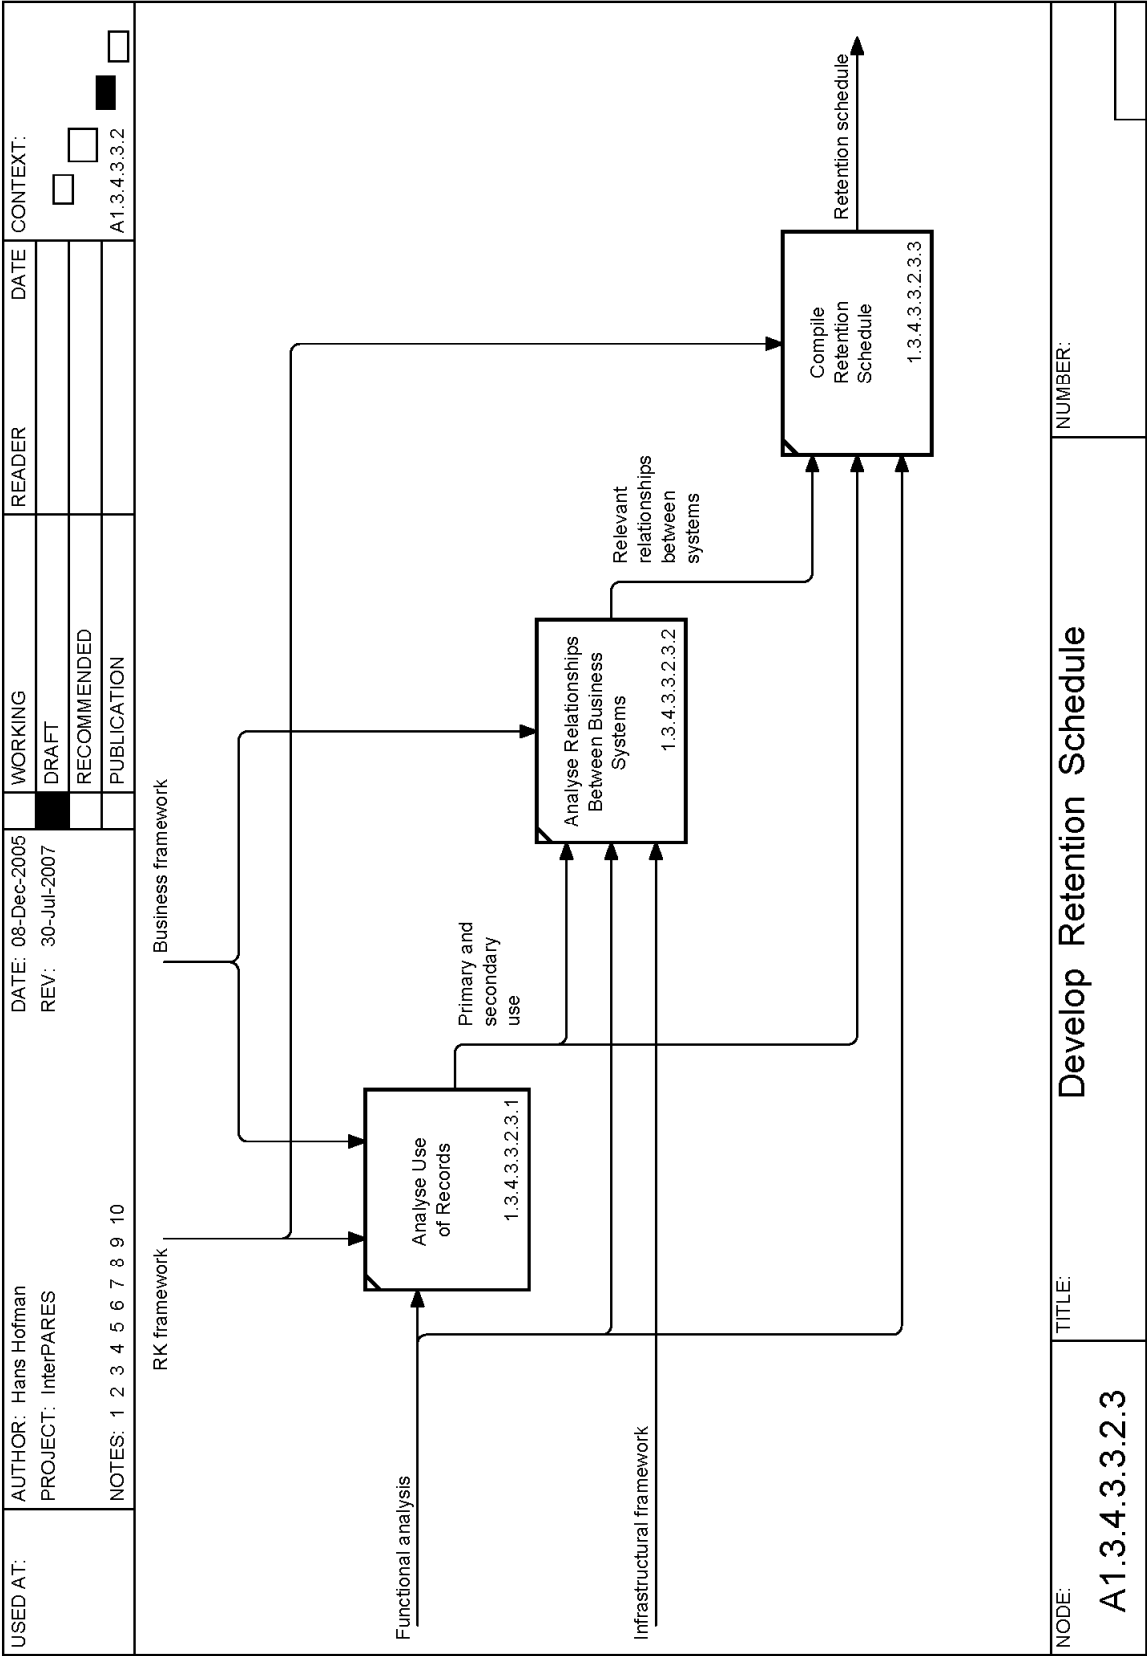 USED AT:
AUTHOR: Hans Hofman
PROJECT: InterPARES
NOTES: 1 2 3 4 5 6 7 8 9 10
DATE: 08-Dec-2005
REV: 30-Jul-2007
WORKING
DRAFT
RECOMMENDED
PUBLICATION
READER
DATE
CONTEXT:
A1.3.4.3.3.2
RK framework
Business framework
Functional analysis
Infrastructural framework
Analyse Use
of Records
1.3.4.3.3.2.3.1
Primary and
secondary
use
Analyse Relationships
Between Business
Systems
1.3.4.3.3.2.3.2
Relevant
relationships
between
systems
Compile
Retention
Schedule
1.3.4.3.3.2.3.3
Retention schedule
NODE:
A1.3.4.3.3.2.3
TITLE:
Develop Retention Schedule
NUMBER: